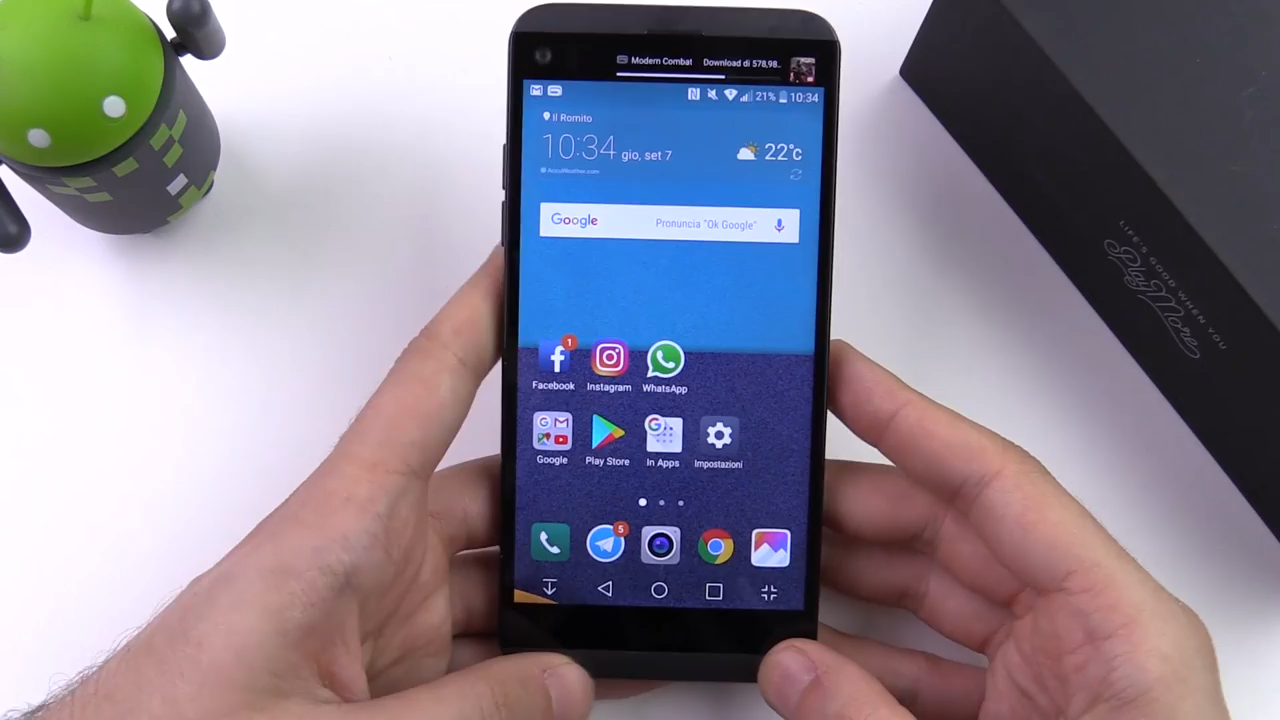 Modern Combat Download di 578,98..
21% 10:34
Il Romito
10:34 gio, set 7
22°c
AccuWeather.com
Google Pronuncia "Ok Google"
1
Facebook Instagram WhatsApp
Google Play Store In Apps Impostazioni
5
LIFE'S GOOD WHEN YOU
Play More